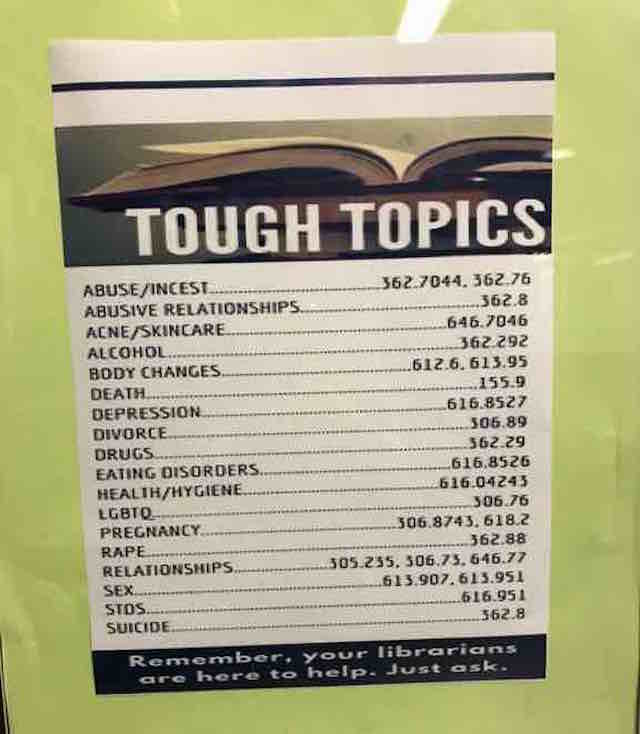 TOUGH TOPICS
ABUSE/INCEST..............................362.7044, 362.76
ABUSIVE RELATIONSHIPS..............................362.8
ACNE/SKINCARE..............................646.7046
ALCOHOL..............................362.292
BODY CHANGES..............................612.6, 613.95
DEATH..............................155.9
DEPRESSION..............................616.8527
DIVORCE..............................306.89
DRUGS..............................362.29
EATING DISORDERS..............................616.8526
HEALTH/HYGIENE..............................616.04243
LGBTQ..............................306.76
PREGNANCY..............................306.8743, 618.2
RAPE..............................362.88
RELATIONSHIPS..............................305.235, 306.73, 646.77
SEX..............................613.907, 613.951
STDS..............................616.951
SUICIDE..............................362.8
Remember, your librarians
are here to help. Just ask.